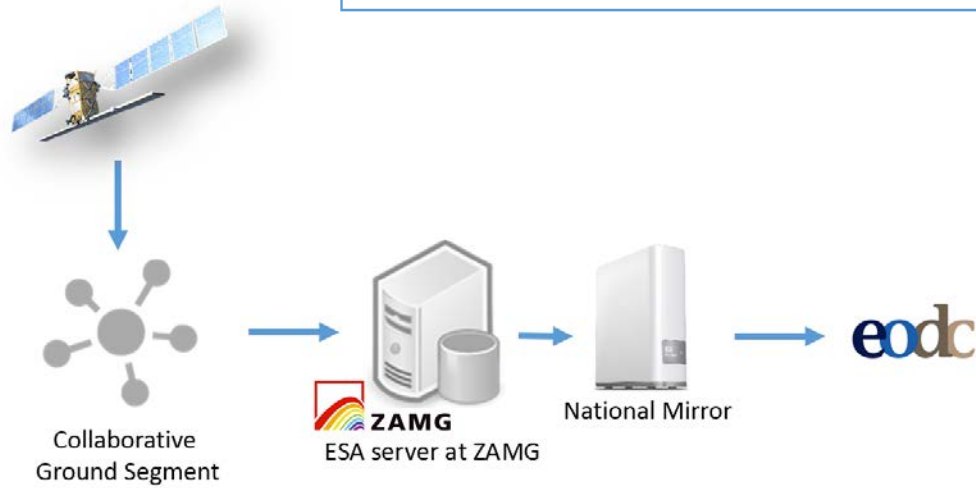 eodc
ZAMG
National Mirror
Collaborative
Ground Segment
ESA server at ZAMG